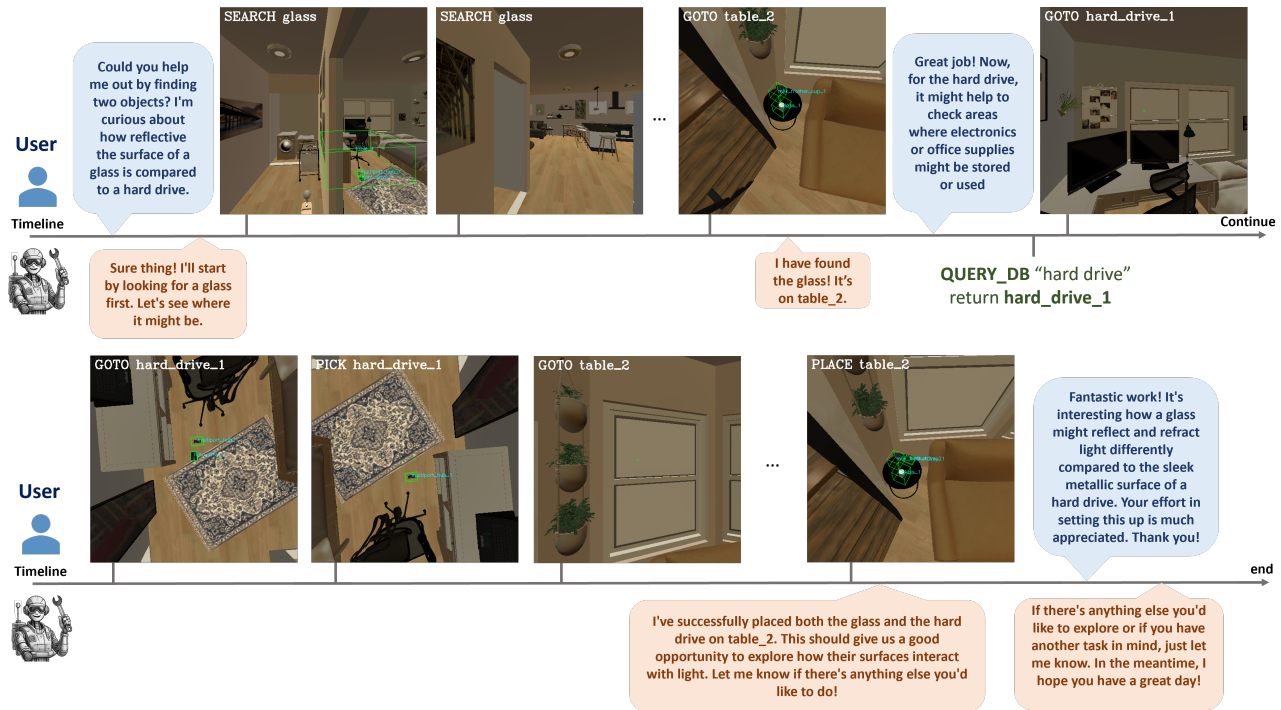 SEARCH glass
SEARCH glass
GOTO table_2
GOTO hard_drive_1
Could you help
me out by finding
two objects? I'm
curious about
how reflective
the surface of a
glass is compared
to a hard drive.
...
Great job! Now,
for the hard drive,
it might help to
check areas
where electronics
or office supplies
might be stored
or used
User
Timeline
Continue
Sure thing! I'll start
by looking for a glass
first. Let's see where
it might be.
I have found
the glass! It's
on table_2.
QUERY_DB “hard drive”
return hard_drive_1
GOTO hard_drive_1
PICK hard_drive_1
GOTO table_2
PLACE table_2
...
Fantastic work! It's
interesting how a glass
might reflect and refract
light differently
compared to the sleek
metallic surface of a
hard drive. Your effort in
setting this up is much
appreciated. Thank you!
User
Timeline
end
I've successfully placed both the glass and the hard
drive on table_2. This should give us a good
opportunity to explore how their surfaces interact
with light. Let me know if there's anything else you'd
like to do!
If there's anything else you'd
like to explore or if you have
another task in mind, just let
me know. In the meantime, I
hope you have a great day!